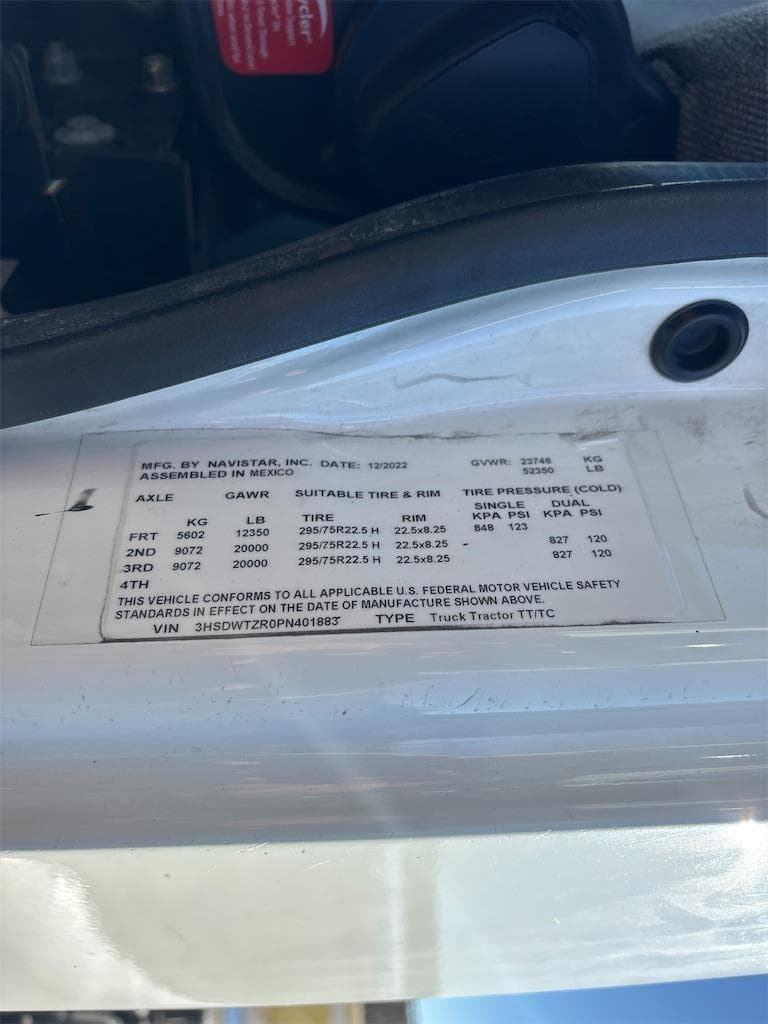 cycler
MFG. BY NAVISTAR, INC. DATE: 12/2022 GVWR: 23746 KG
ASSEMBLED IN MEXICO 52350 LB
AXLE GAWR SUITABLE TIRE & RIM TIRE PRESSURE (COLD)
SINGLE DUAL
KG LB TIRE RIM KPA PSI KPA PSI
FRT 5602 12350 295/75R22.5 H 22.5x8.25 848 123
2ND 9072 20000 295/75R22.5 H 22.5x8.25 - 827 120
3RD 9072 20000 295/75R22.5 H 22.5x8.25 827 120
4TH
THIS VEHICLE CONFORMS TO ALL APPLICABLE U.S. FEDERAL MOTOR VEHICLE SAFETY
STANDARDS IN EFFECT ON THE DATE OF MANUFACTURE SHOWN ABOVE.
VIN 3HSDWTZR0PN401883 TYPE Truck Tractor TT/TC